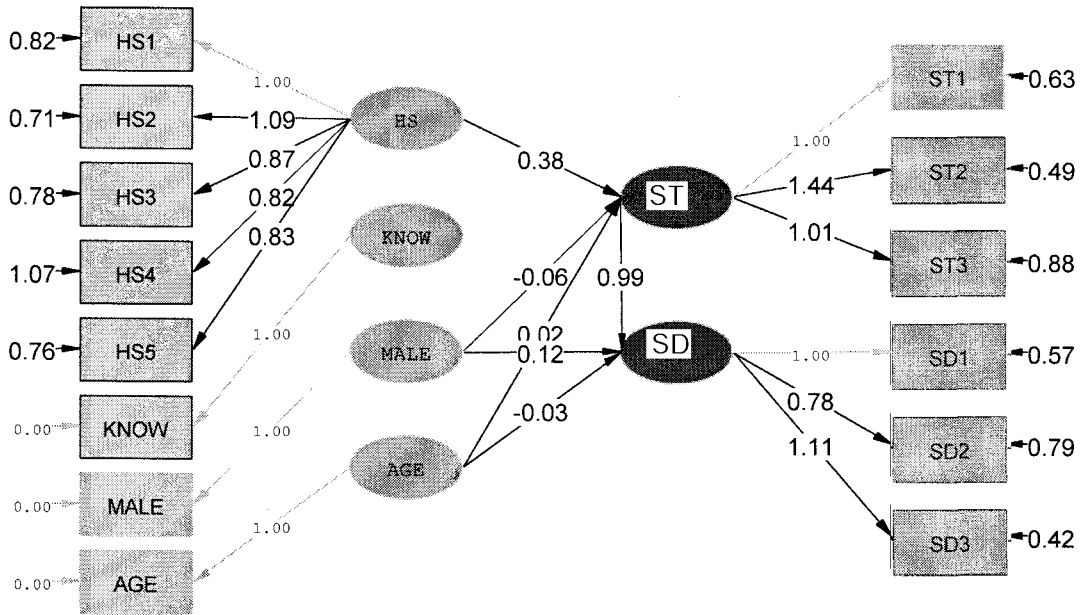 0.82
HS1
1.00
0.71
HS2
1.09
HS
0.78
HS3
0.87
0.82
1.07
HS4
0.83
KNOW
0.76
HS5
1.00
MALE
0.00
KNOW
1.00
AGE
0.00
MALE
1.00
0.00
AGE
0.38
-0.06
0.02
0.12
-0.03
ST
0.99
SD
1.00
ST1
0.63
1.44
ST2
0.49
1.01
ST3
0.88
1.00
SD1
0.57
0.78
SD2
0.79
1.11
SD3
0.42